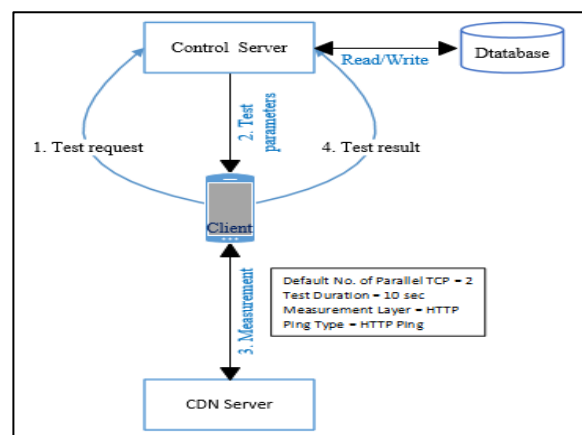 Control Server
Dtatabase
Read/Write
1. Test request
2. Test
parameters
4. Test result
Client
3. Measurement
Default No. of Parallel TCP = 2
Test Duration = 10 sec
Measurement Layer = HTTP
Ping Type = HTTP Ping
CDN Server